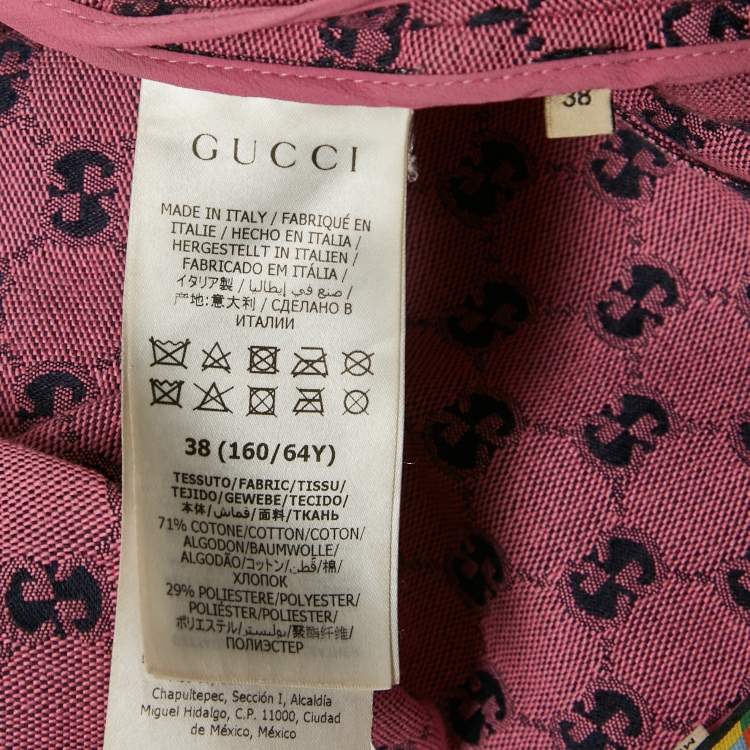 38
GUCCI
MADE IN ITALY / FABRIQUÉ EN
ITALIE / HECHO EN ITALIA /
HERGESTELLT IN ITALIEN /
FABRICADO EM ITÁLIA /
イタリア製 / صنع في إيطاليا /
产地:意大利 / СДЕЛАНО В
ИТАЛИИ
38 (160/64Y)
TESSUTO/FABRIC/TISSU/
TEJIDO/GEWEBE/TECIDO/
本体/قماش/面料/ТКАНЬ
71% COTONE/COTTON/COTON/
ALGODON/BAUMWOLLE/
ALGODÃO/コットン/قطن/棉/
ХЛОПОК
29% POLIESTERE/POLYESTER/
POLIÉSTER/POLYESTER/
POLIÉSTER/POLIESTER/
ポリエステル/بوليستر/聚酯纤维/
ПОЛИЭСТЕР
Chapultepec, Sección I, Alcaldía
Miguel Hidalgo, C.P. 11000, Ciudad
de México, México